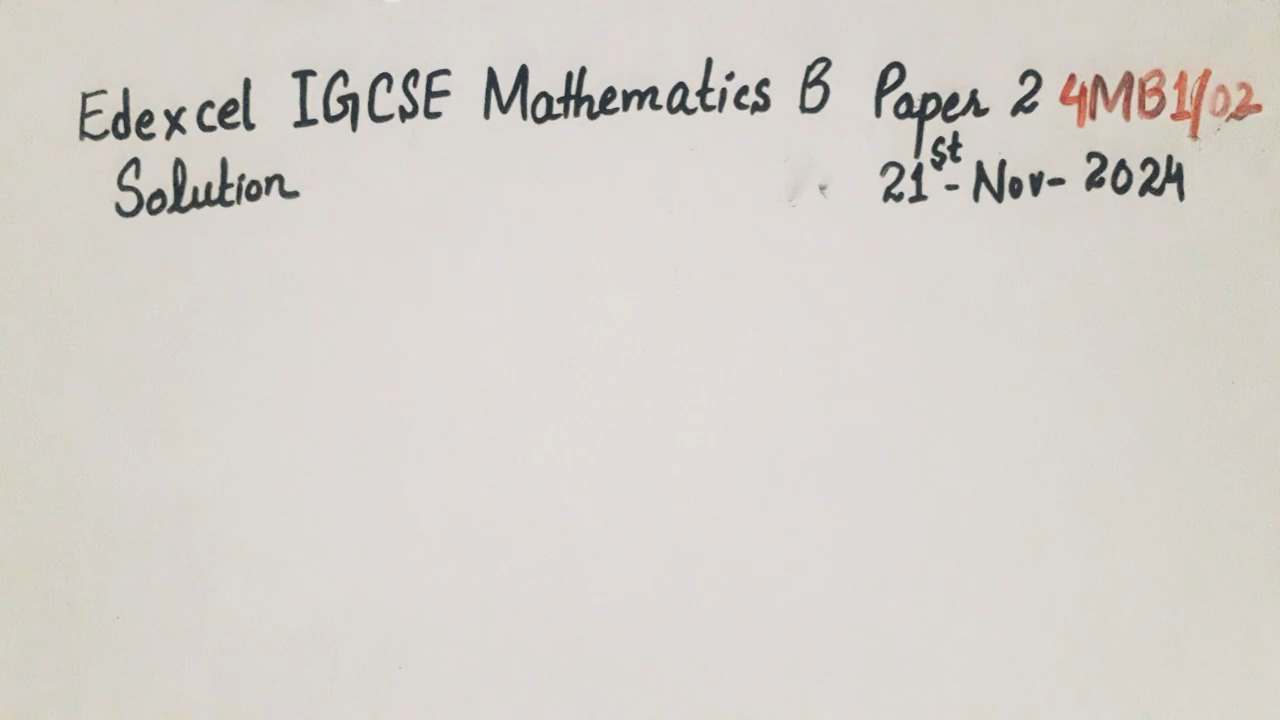 Edexcel IGCSE Mathematics B Paper 2 4MB1/02
Solution 21st-Nov-2024